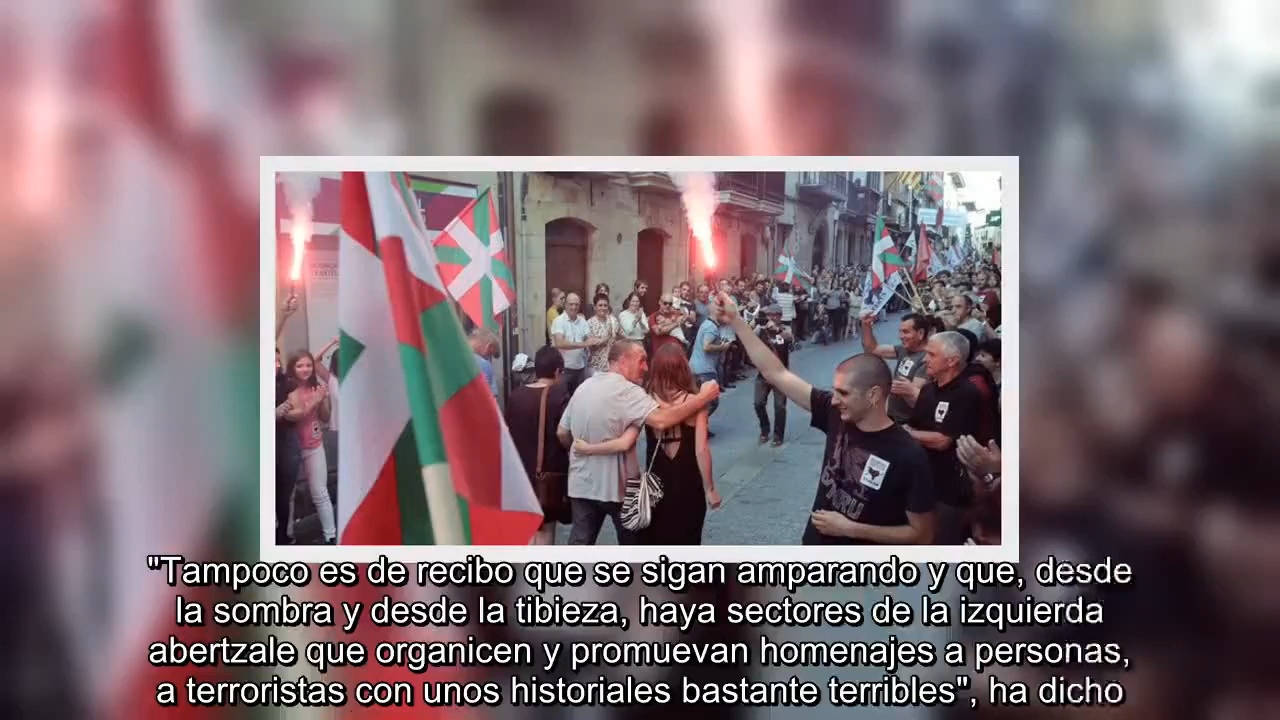 "Tampoco es de recibo que se sigan amparando y que, desde
la sombra y desde la tibieza, haya sectores de la izquierda
abertzale que organicen y promuevan homenajes a personas,
a terroristas con unos historiales bastante terribles", ha dicho